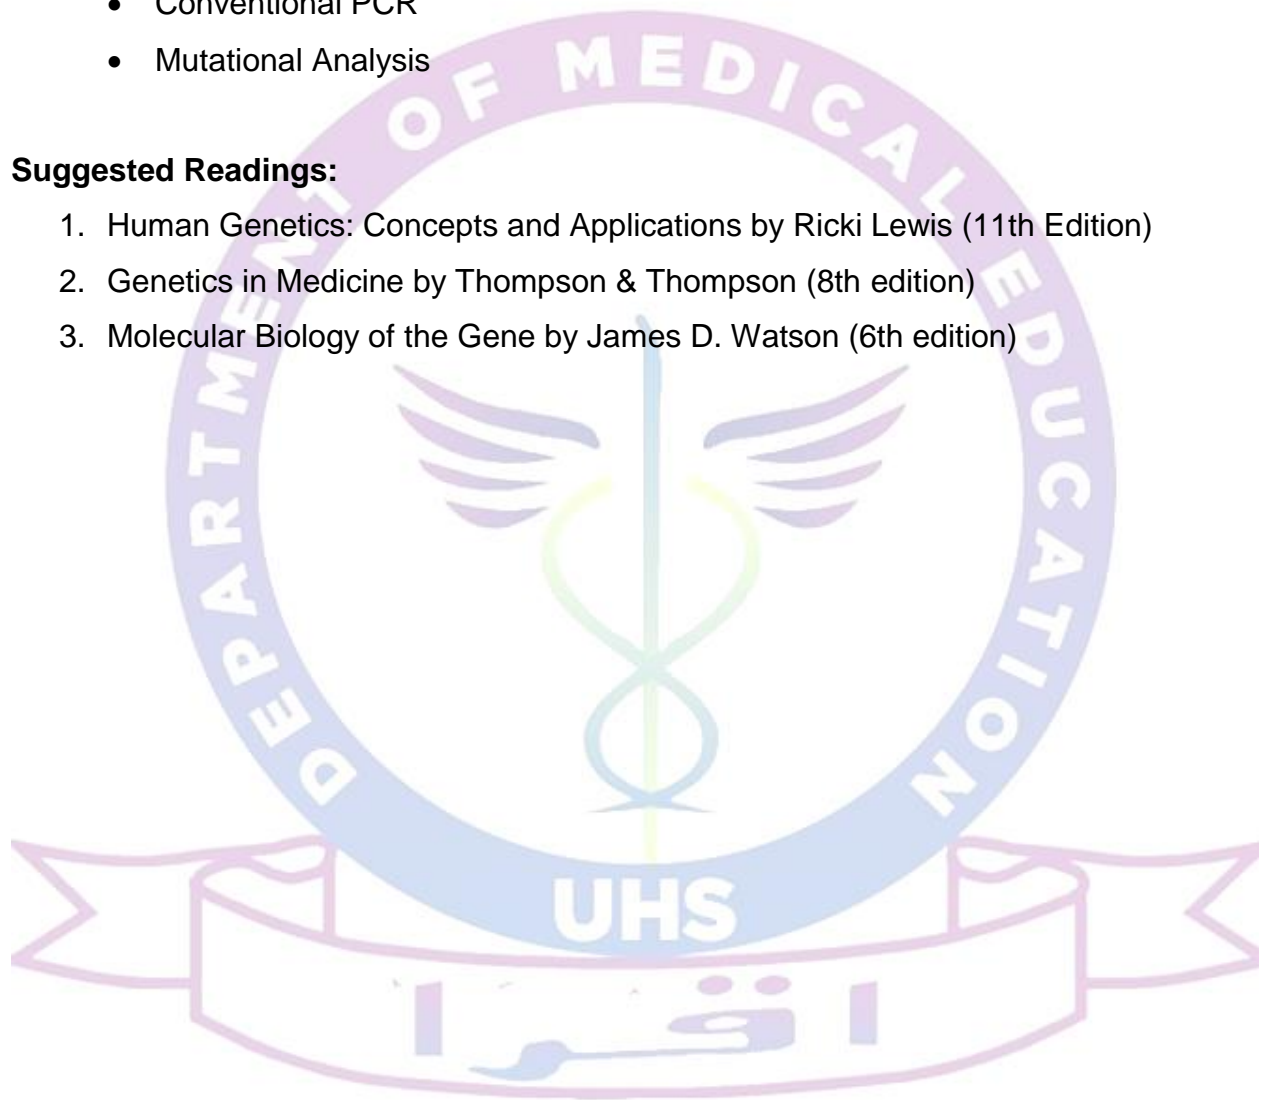 • Conventional PCR
• Mutational Analysis
Suggested Readings:
1. Human Genetics: Concepts and Applications by Ricki Lewis (11th Edition)
2. Genetics in Medicine by Thompson & Thompson (8th edition)
3. Molecular Biology of the Gene by James D. Watson (6th edition)
DEPARTMENT OF MEDICAL EDUCATION
UHS
اقرا